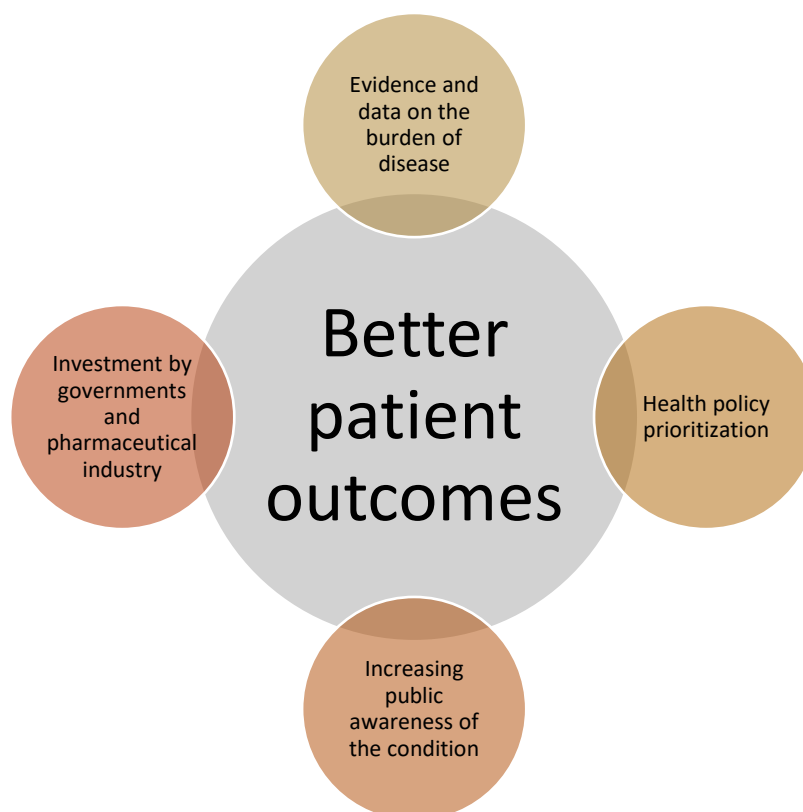 Evidence and
data on the
burden of
disease
Better
patient
outcomes
Investment by
governments
and
pharmaceutical
industry
Health policy
prioritization
Increasing
public
awareness of
the condition